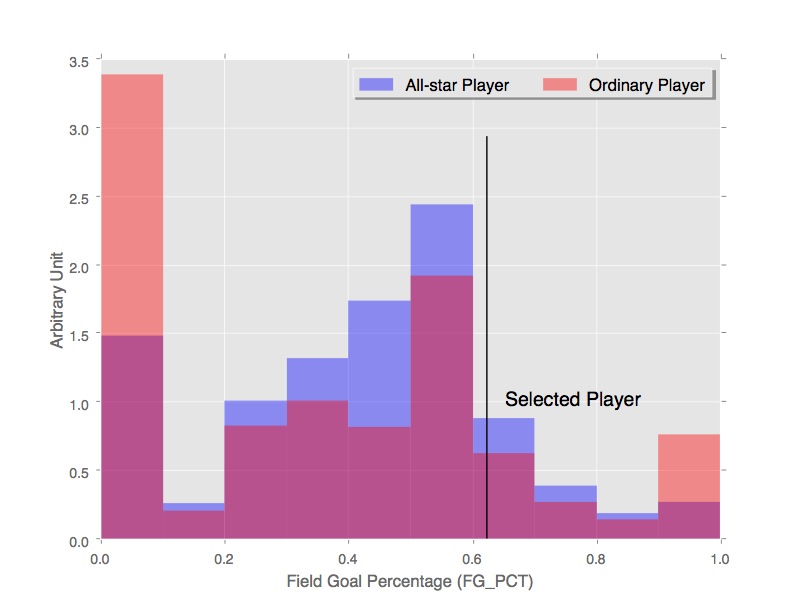 All-star Player Ordinary Player
3.5
3.0
2.5
2.0
1.5
1.0
0.5
0.0
Arbitrary Unit
Selected Player
0.0 0.2 0.4 0.6 0.8 1.0
Field Goal Percentage (FG_PCT)